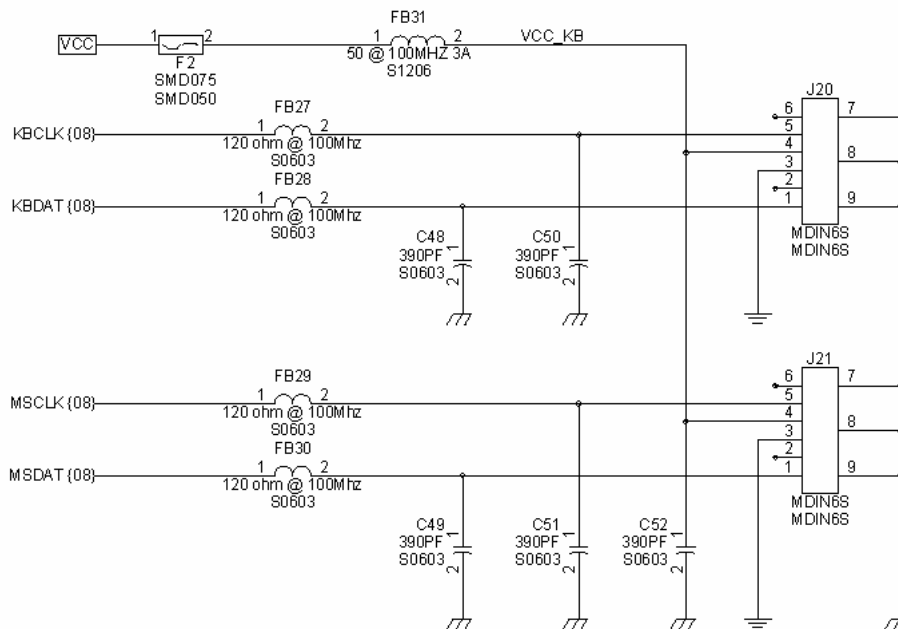 FB31
VCC
1 2
1 2
VCC_KB
50 @ 100MHZ 3A
S1206
F2
SMD075
SMD050
J20
FB27
KBCLK {08}
1 2
120 ohm @ 100Mhz
S0603
FB28
KBDAT {08}
1 2
120 ohm @ 100Mhz
S0603
6
5
4
3
2
1
7
8
9
MDIN6S
MDIN6S
C48
390PF
S0603
1
2
C50
390PF
S0603
1
2
J21
FB29
MSCLK {08}
1 2
120 ohm @ 100Mhz
S0603
FB30
MSDAT {08}
1 2
120 ohm @ 100Mhz
S0603
6
5
4
3
2
1
7
8
9
MDIN6S
MDIN6S
C49
390PF
S0603
1
2
C51
390PF
S0603
1
2
C52
390PF
S0603
1
2